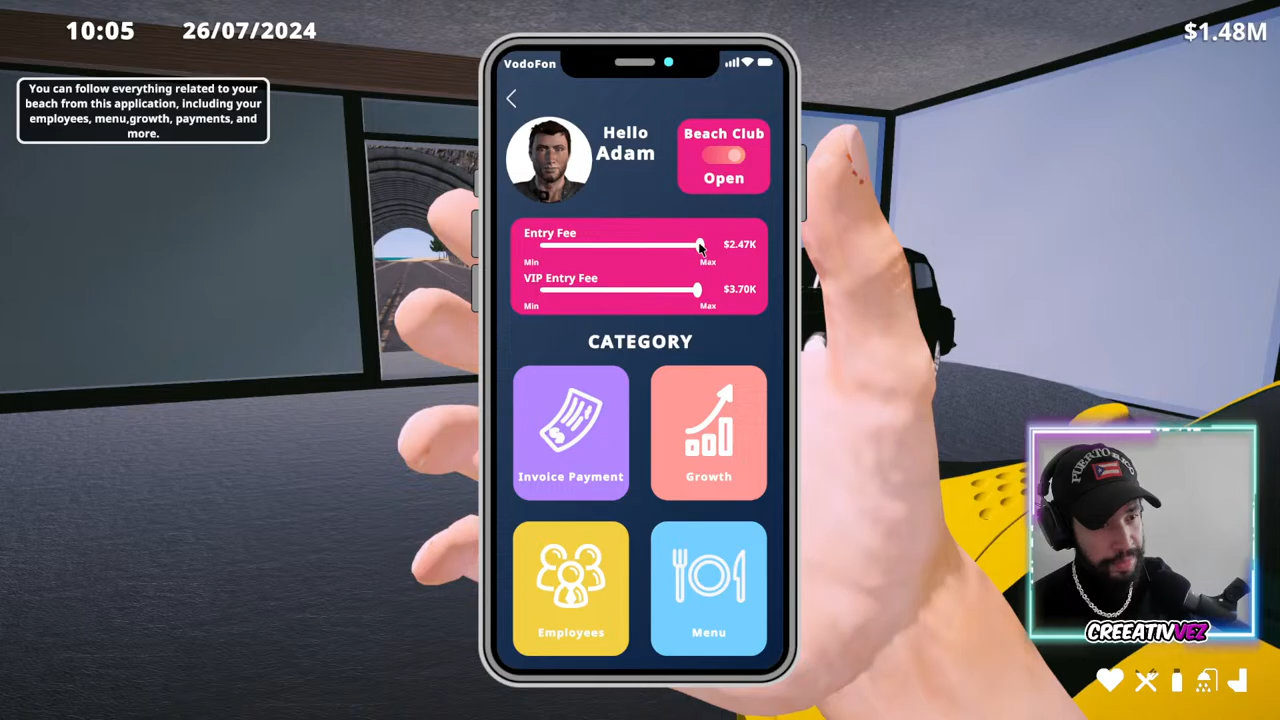 10:05
26/07/2024
$1.48M
You can follow everything related to your
beach from this application, including your
employees, menu,growth, payments, and
more.
VodoFon
Hello
Adam
Beach Club
Open
Entry Fee
$2.47K
Min
Max
VIP Entry Fee
$3.70K
Min
Max
CATEGORY
Invoice Payment
Growth
Employees
Menu
PUERTO RICO
CREEATIVVEZ